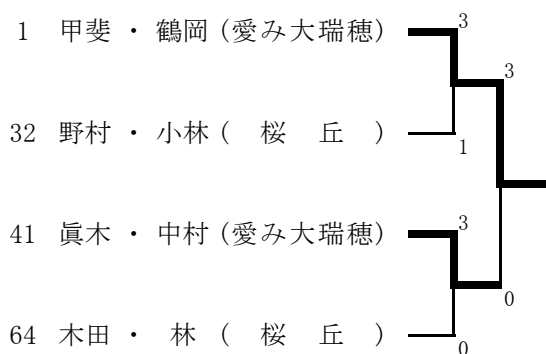 1 甲斐 ・ 鶴岡 (愛み大瑞穂) 3
3
32 野村 ・ 小林 ( 桜 丘 ) 1
41 眞木 ・ 中村 (愛み大瑞穂) 3
0
64 木田 ・ 林 ( 桜 丘 ) 0